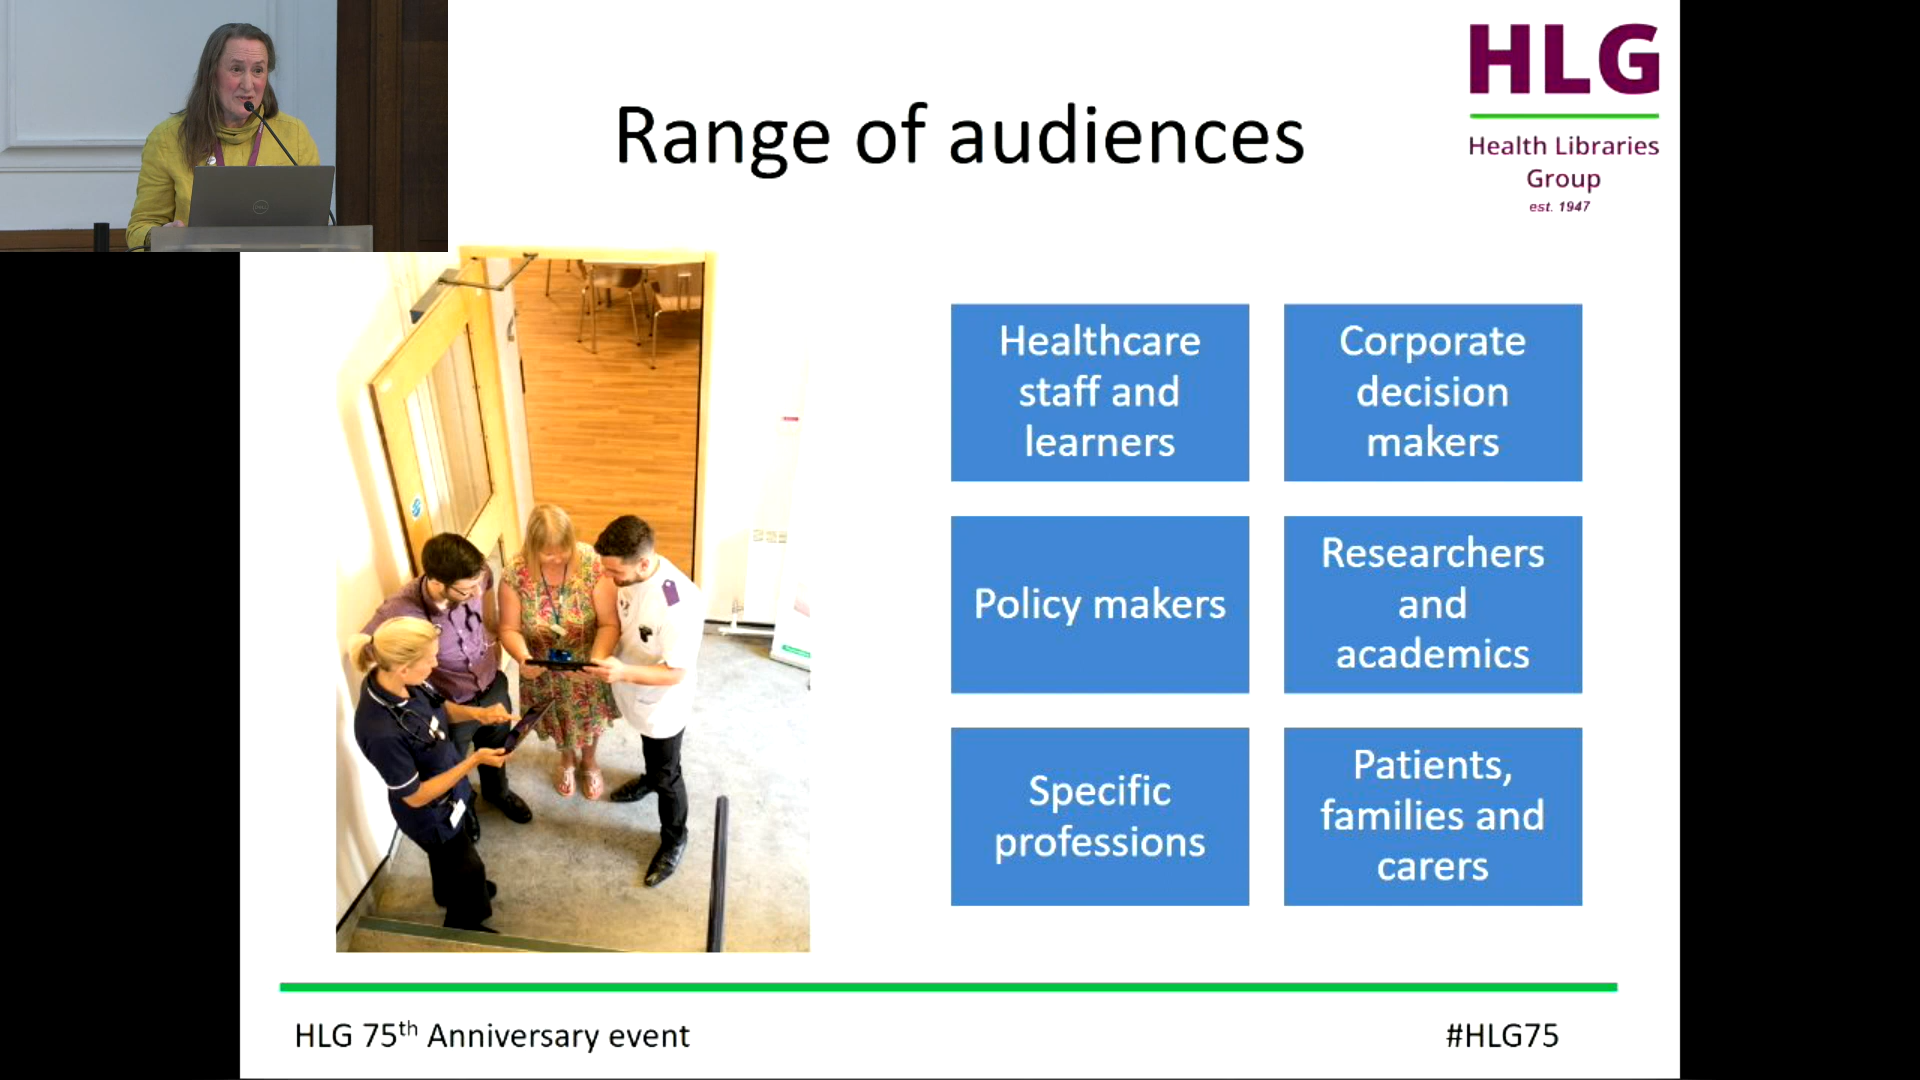 HLG
Health Libraries
Group
est. 1947
Range of audiences
Healthcare
staff and
learners
Corporate
decision
makers
Policy makers
Researchers
and
academics
Specific
professions
Patients,
families and
carers
HLG 75th Anniversary event
#HLG75